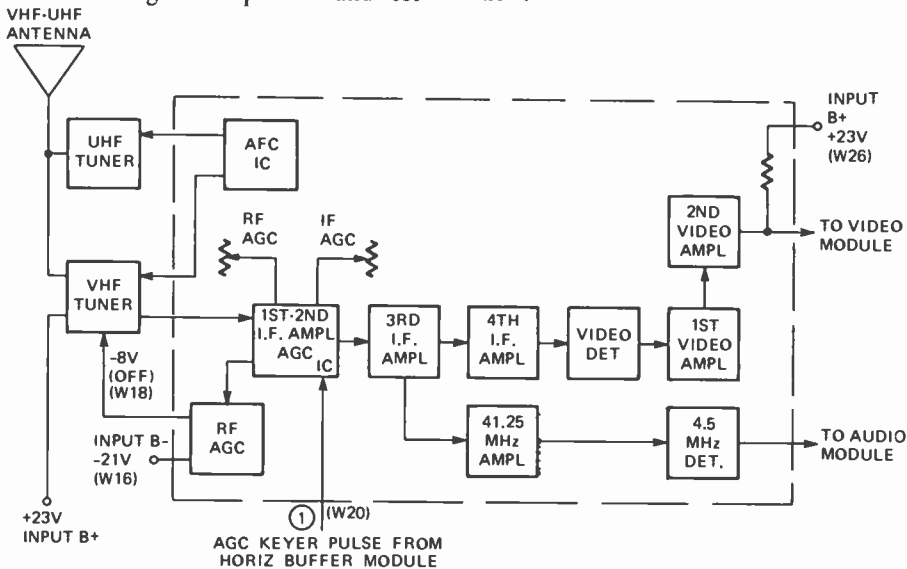 VHF-UHF
ANTENNA
UHF
TUNER
AFC
IC
INPUT
B+
+23V
(W26)
RF
AGC
IF
AGC
2ND
VIDEO
AMPL
TO VIDEO
MODULE
VHF
TUNER
1ST-2ND
I.F. AMPL
AGC
IC
3RD
I.F.
AMPL
4TH
I.F.
AMPL
VIDEO
DET
1ST
VIDEO
AMPL
-8V
(OFF)
(W18)
RF
AGC
INPUT B-
-21V
(W16)
41.25
MHz
AMPL
4.5
MHz
DET.
TO AUDIO
MODULE
+23V
INPUT B+
1 (W20)
AGC KEYER PULSE FROM
HORIZ BUFFER MODULE